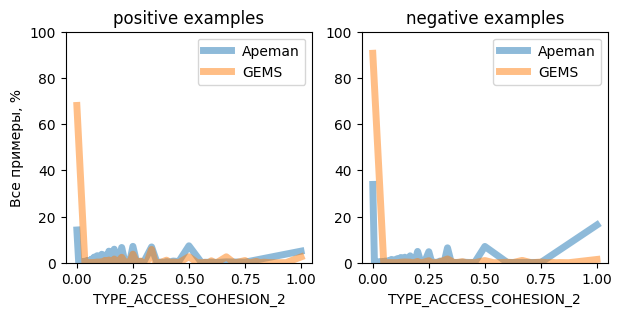 positive examples
negative examples
Все примеры, %
100
80
60
40
20
0
Apeman
GEMS
0.00 0.25 0.50 0.75 1.00
TYPE_ACCESS_COHESION_2
100
80
60
40
20
0
Apeman
GEMS
0.00 0.25 0.50 0.75 1.00
TYPE_ACCESS_COHESION_2